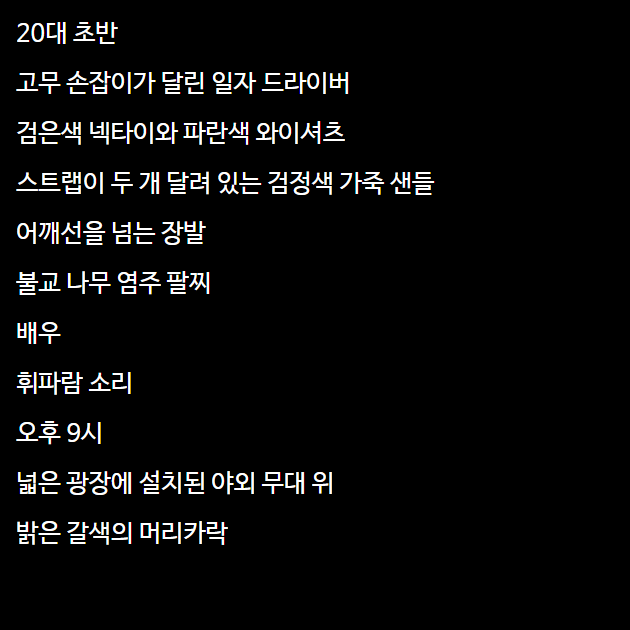 20대 초반
고무 손잡이가 달린 일자 드라이버
검은색 넥타이와 파란색 와이셔츠
스트랩이 두 개 달려 있는 검정색 가죽 샌들
어깨선을 넘는 장발
불교 나무 염주 팔찌
배우
휘파람 소리
오후 9시
넓은 광장에 설치된 야외 무대 위
밝은 갈색의 머리카락